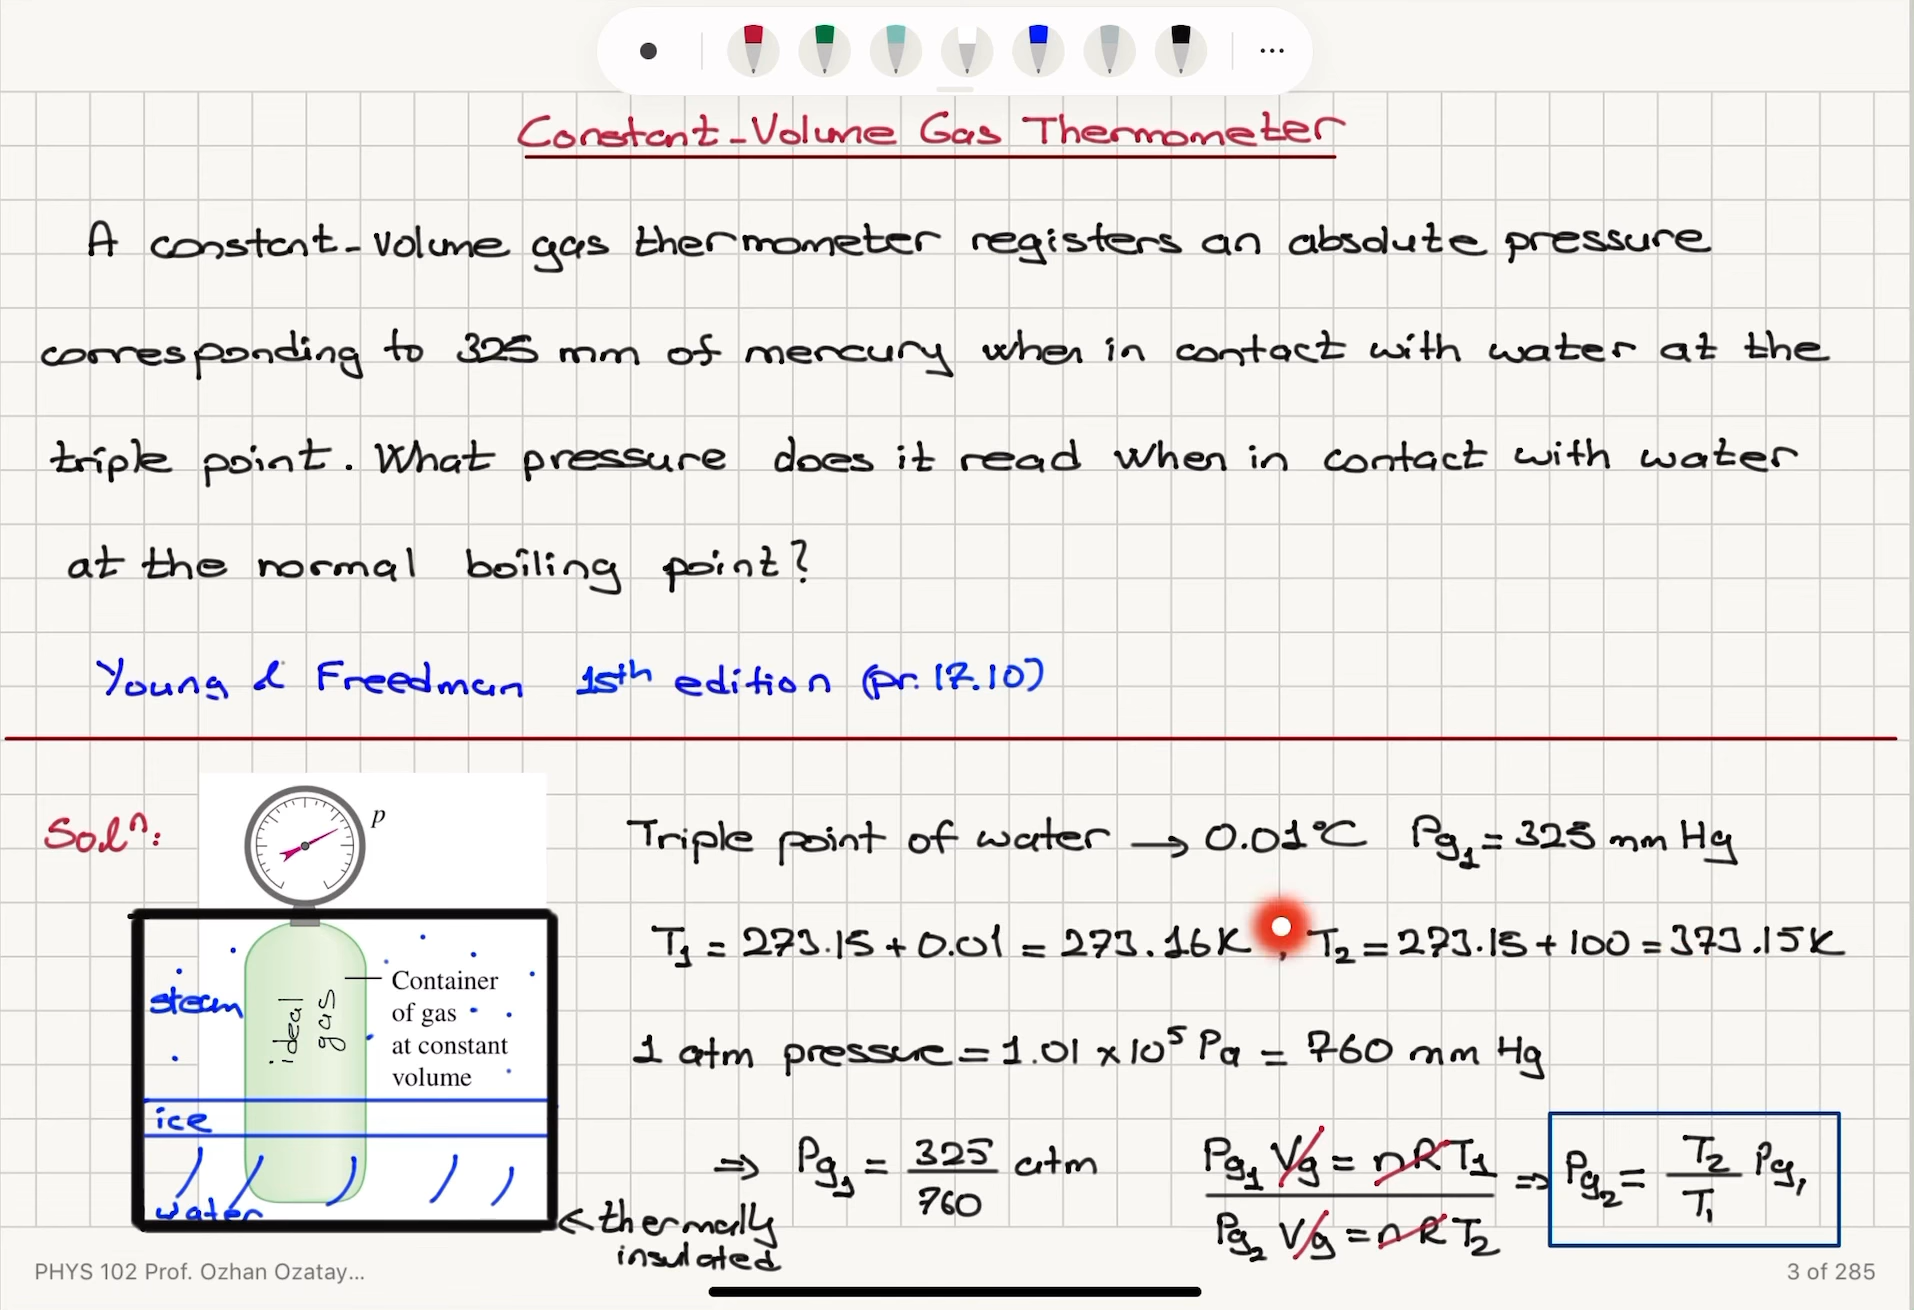 Constant-Volume Gas Thermometer
A constant-volume gas thermometer registers an absolute pressure
corresponding to 325 mm of mercury when in contact with water at the
triple point. What pressure does it read when in contact with water
at the normal boiling point?
Young & Freedman 15th edition (pr. 17.10)
Solⁿ:
p
steam
ideal
gas
Container
of gas
at constant
volume
ice
water
← thermally
insulated
Triple point of water → 0.01°C Pg₁ = 325 mm Hg
T₁ = 273.15 + 0.01 = 273.16K , T₂ = 273.15 + 100 = 373.15K
1 atm pressure = 1.01 x 10⁵ Pa = 760 mm Hg
⇒ Pg₁ = 325/760 atm
Pg₁ Vg = nRT₁
Pg₂ Vg = nRT₂
⇒ Pg₂ = T₂/T₁ Pg₁
PHYS 102 Prof. Ozhan Ozatay...
3 of 285